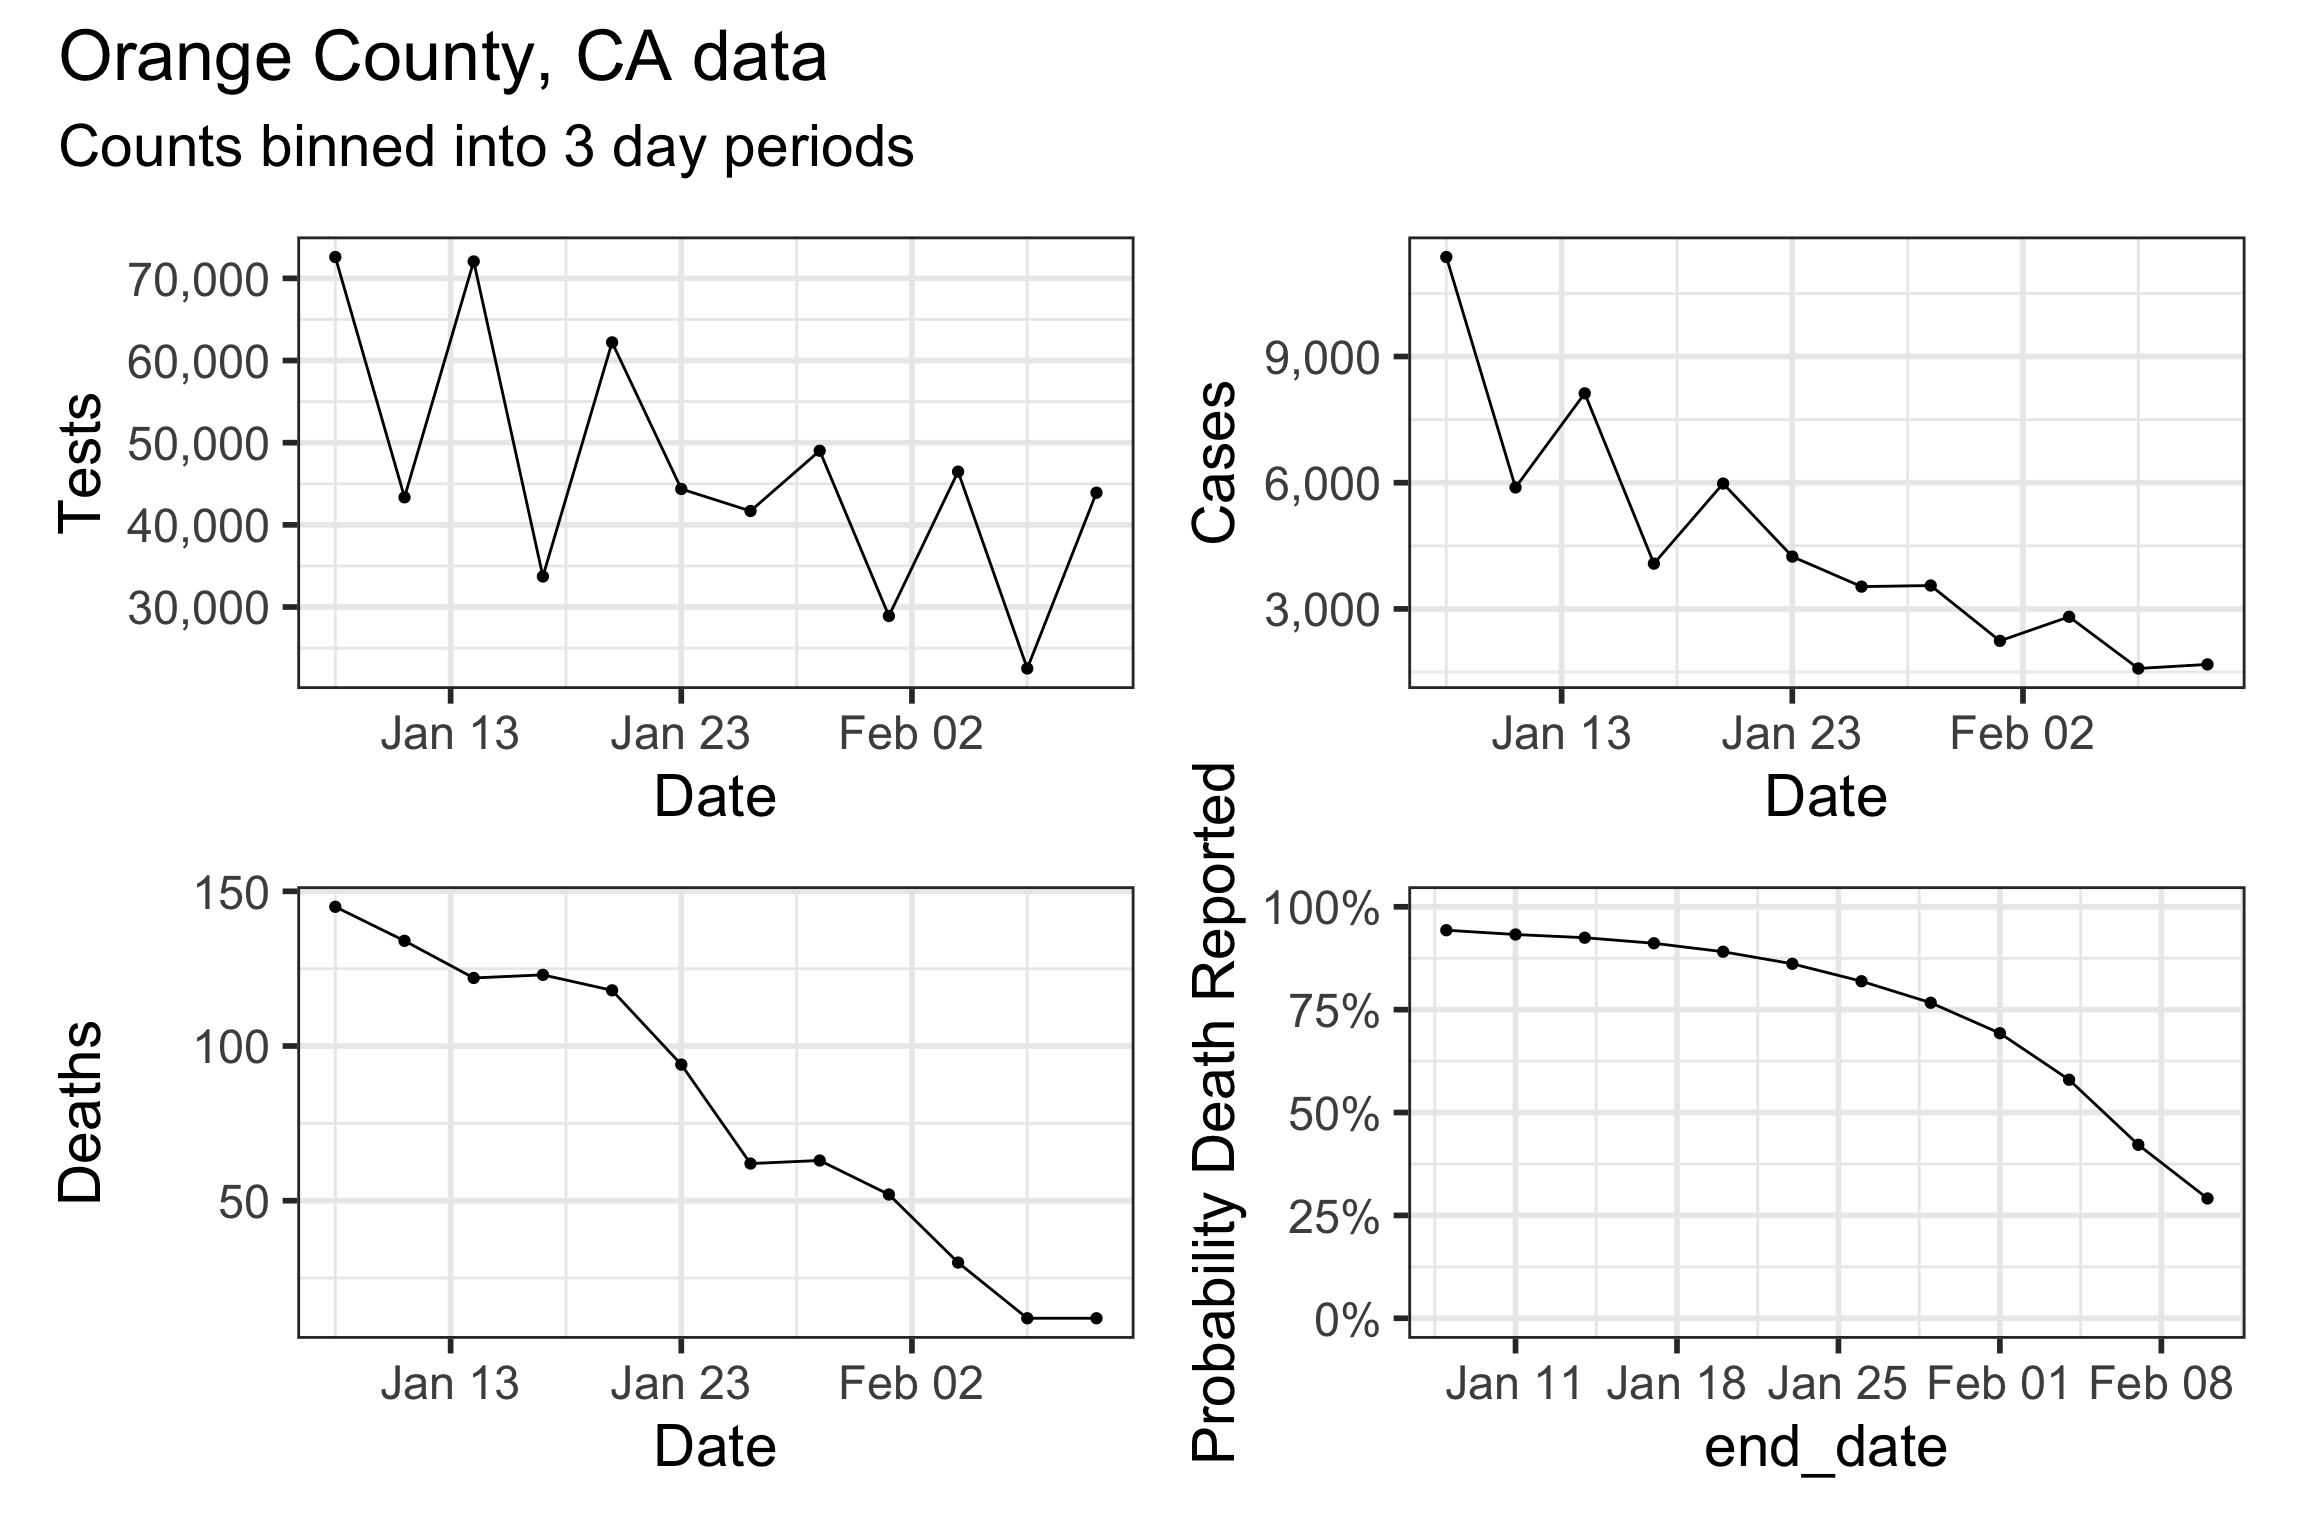 Orange County, CA data
Counts binned into 3 day periods
Tests
70,000
60,000
50,000
40,000
30,000
Jan 13 Jan 23 Feb 02
Date
Cases
9,000
6,000
3,000
Jan 13 Jan 23 Feb 02
Date
Deaths
150
100
50
Jan 13 Jan 23 Feb 02
Date
Probability Death Reported
100%
75%
50%
25%
0%
Jan 11 Jan 18 Jan 25 Feb 01 Feb 08
end_date